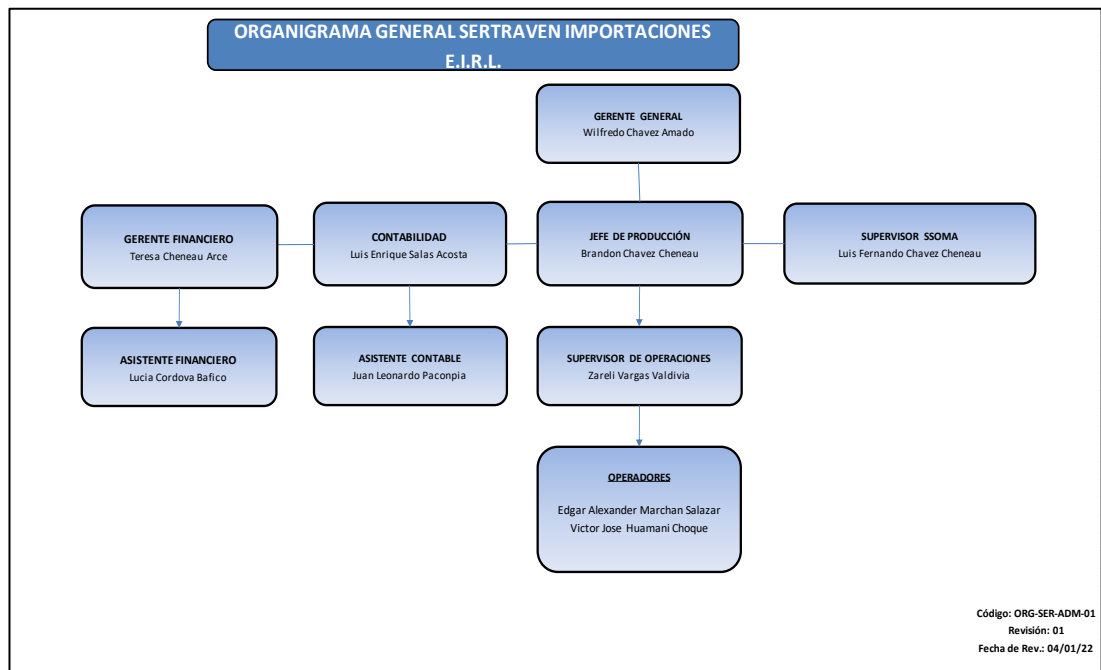 ORGANIGRAMA GENERAL SERTRAVEN IMPORTACIONES
E.I.R.L.
GERENTE GENERAL
Wilfredo Chavez Amado
GERENTE FINANCIERO
Teresa Cheneau Arce
CONTABILIDAD
Luis Enrique Salas Acosta
JEFE DE PRODUCCIÓN
Brandon Chavez Cheneau
SUPERVISOR SSOMA
Luis Fernando Chavez Cheneau
ASISTENTE FINANCIERO
Lucia Cordova Bafico
ASISTENTE CONTABLE
Juan Leonardo Paconpia
SUPERVISOR DE OPERACIONES
Zareli Vargas Valdivia
OPERADORES
Edgar Alexander Marchan Salazar
Victor Jose Huamani Choque
Código: ORG-SER-ADM-01
Revisión: 01
Fecha de Rev.: 04/01/22